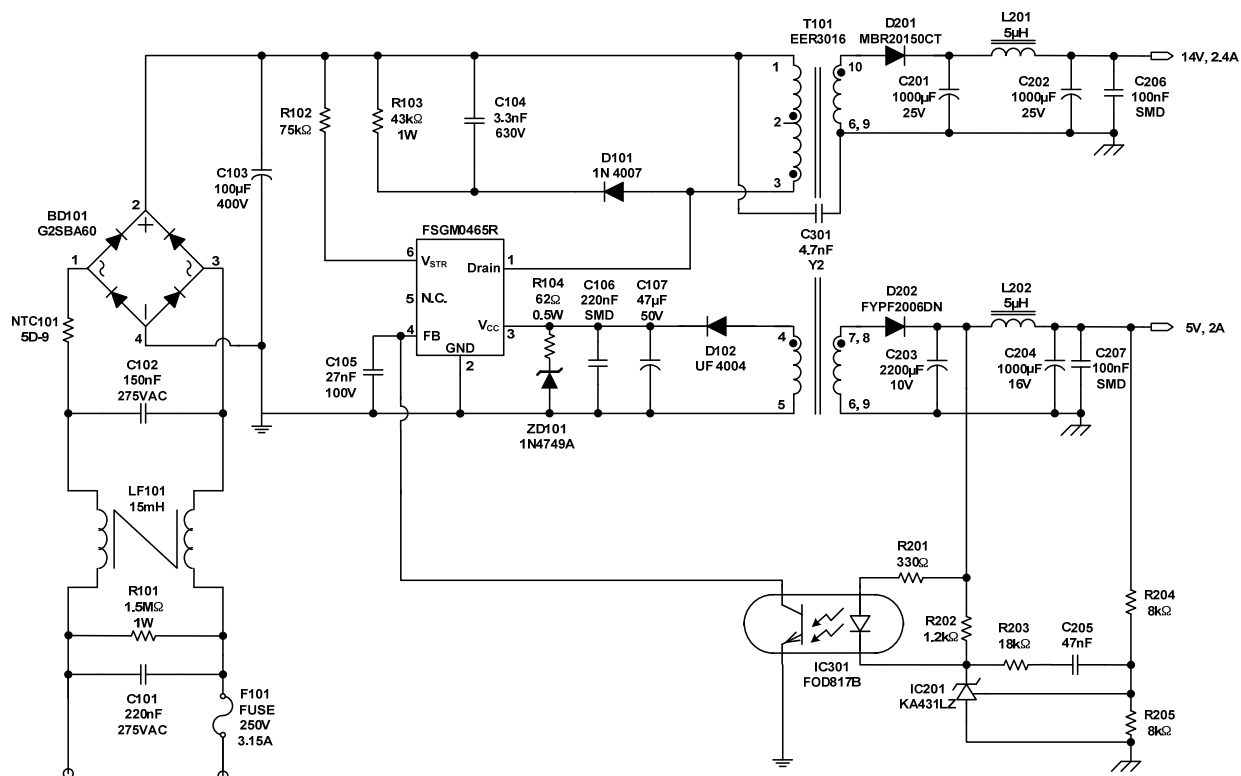 T101
EER3016
D201
MBR20150CT
L201
5µH
14V, 2.4A
1
10
C201
1000µF
25V
C202
1000µF
25V
C206
100nF
SMD
R102
75kΩ
R103
43kΩ
1W
C104
3.3nF
630V
2
6, 9
D101
1N 4007
3
C103
100µF
400V
C301
4.7nF
Y2
2
BD101
G2SBA60
+
1
3
–
4
FSGM0465R
6
VSTR
Drain
1
5
N.C.
4
FB
VCC
3
GND
2
R104
62Ω
0.5W
C106
220nF
SMD
C107
47µF
50V
D202
FYPF2006DN
L202
5µH
5V, 2A
D102
UF 4004
4
7, 8
C203
2200µF
10V
C204
1000µF
16V
C207
100nF
SMD
5
6, 9
NTC101
5D-9
C102
150nF
275VAC
C105
27nF
100V
ZD101
1N4749A
LF101
15mH
R101
1.5MΩ
1W
C101
220nF
275VAC
F101
FUSE
250V
3.15A
R201
330Ω
R202
1.2kΩ
R203
18kΩ
C205
47nF
R204
8kΩ
IC301
FOD817B
IC201
KA431LZ
R205
8kΩ